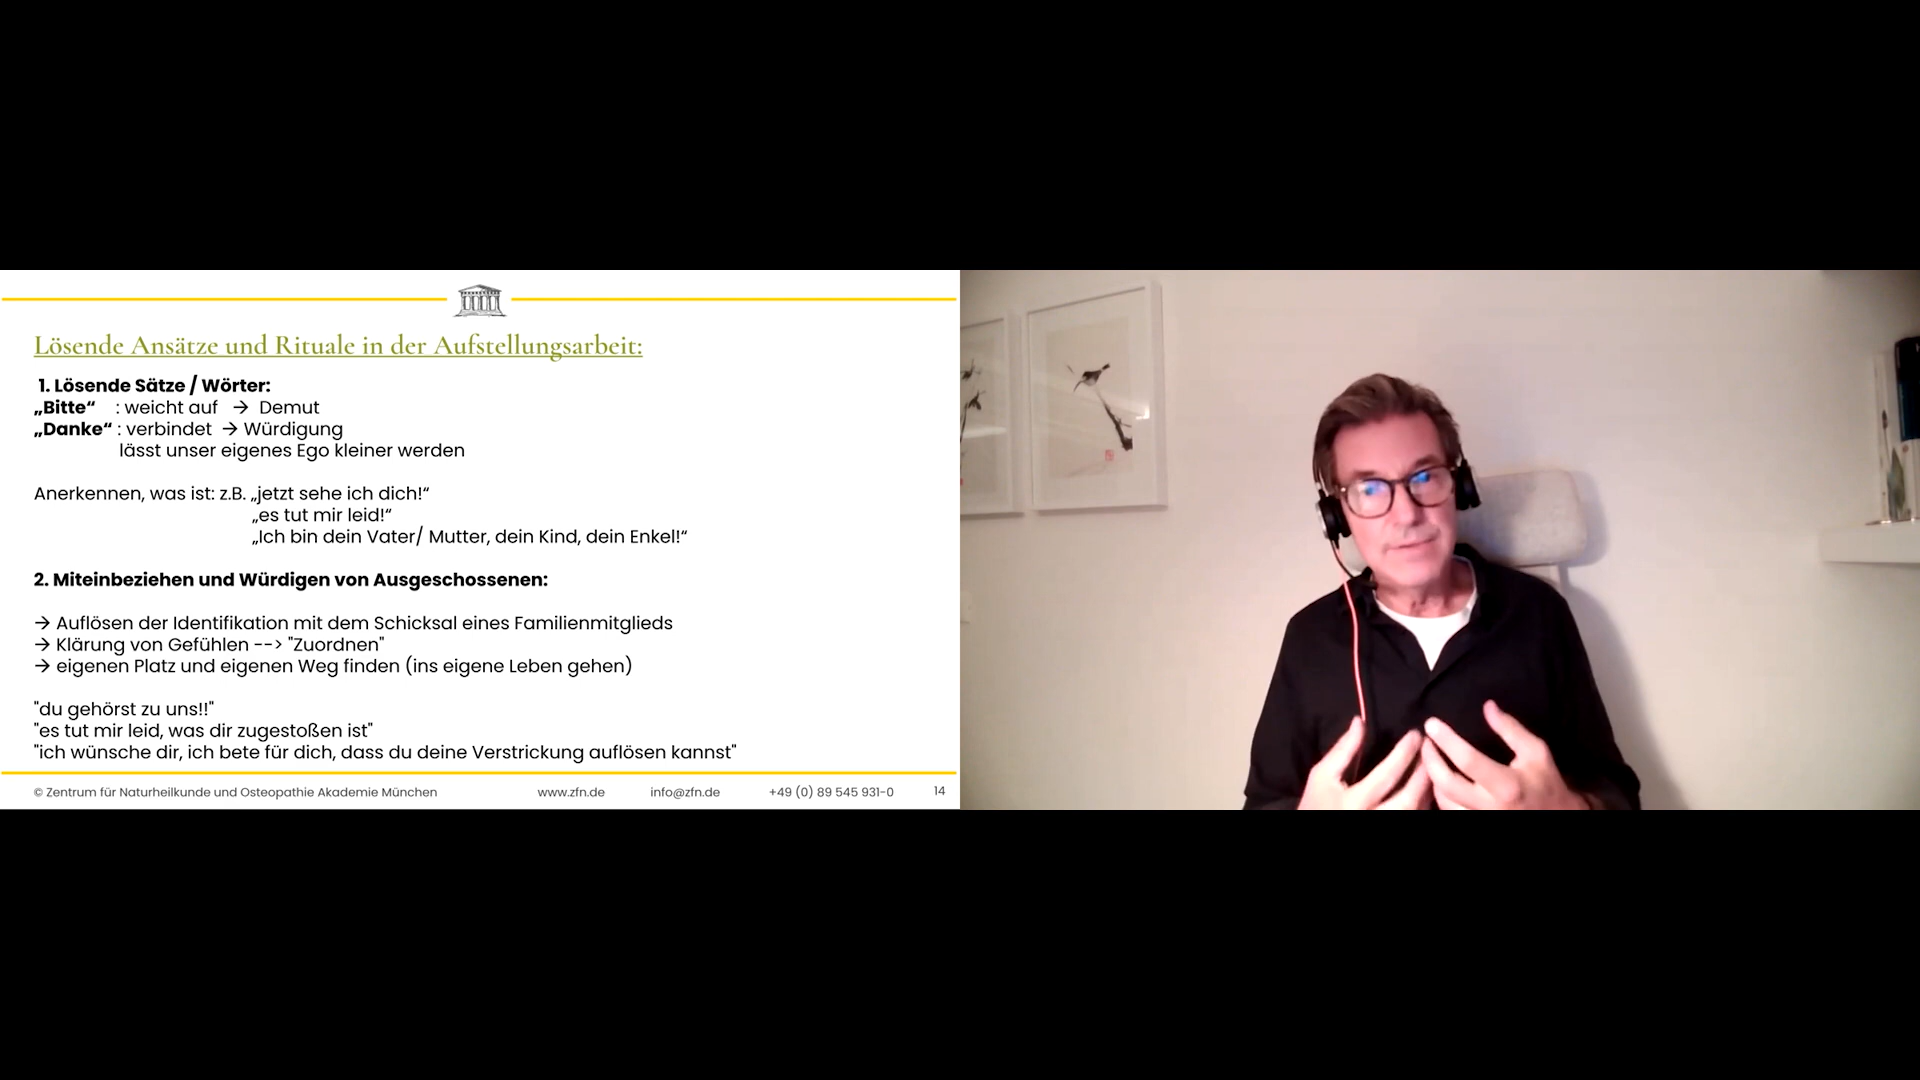 Lösende Ansätze und Rituale in der Aufstellungsarbeit:
1. Lösende Sätze / Wörter:
„Bitte“ : weicht auf → Demut
„Danke“ : verbindet → Würdigung
lässt unser eigenes Ego kleiner werden
Anerkennen, was ist: z.B. „jetzt sehe ich dich!“
„es tut mir leid!“
„Ich bin dein Vater/ Mutter, dein Kind, dein Enkel!“
2. Miteinbeziehen und Würdigen von Ausgeschossenen:
→ Auflösen der Identifikation mit dem Schicksal eines Familienmitglieds
→ Klärung von Gefühlen --> "Zuordnen"
→ eigenen Platz und eigenen Weg finden (ins eigene Leben gehen)
"du gehörst zu uns!!"
"es tut mir leid, was dir zugestoßen ist"
"ich wünsche dir, ich bete für dich, dass du deine Verstrickung auflösen kannst"
© Zentrum für Naturheilkunde und Osteopathie Akademie München www.zfn.de info@zfn.de +49 (0) 89 545 931-0 14